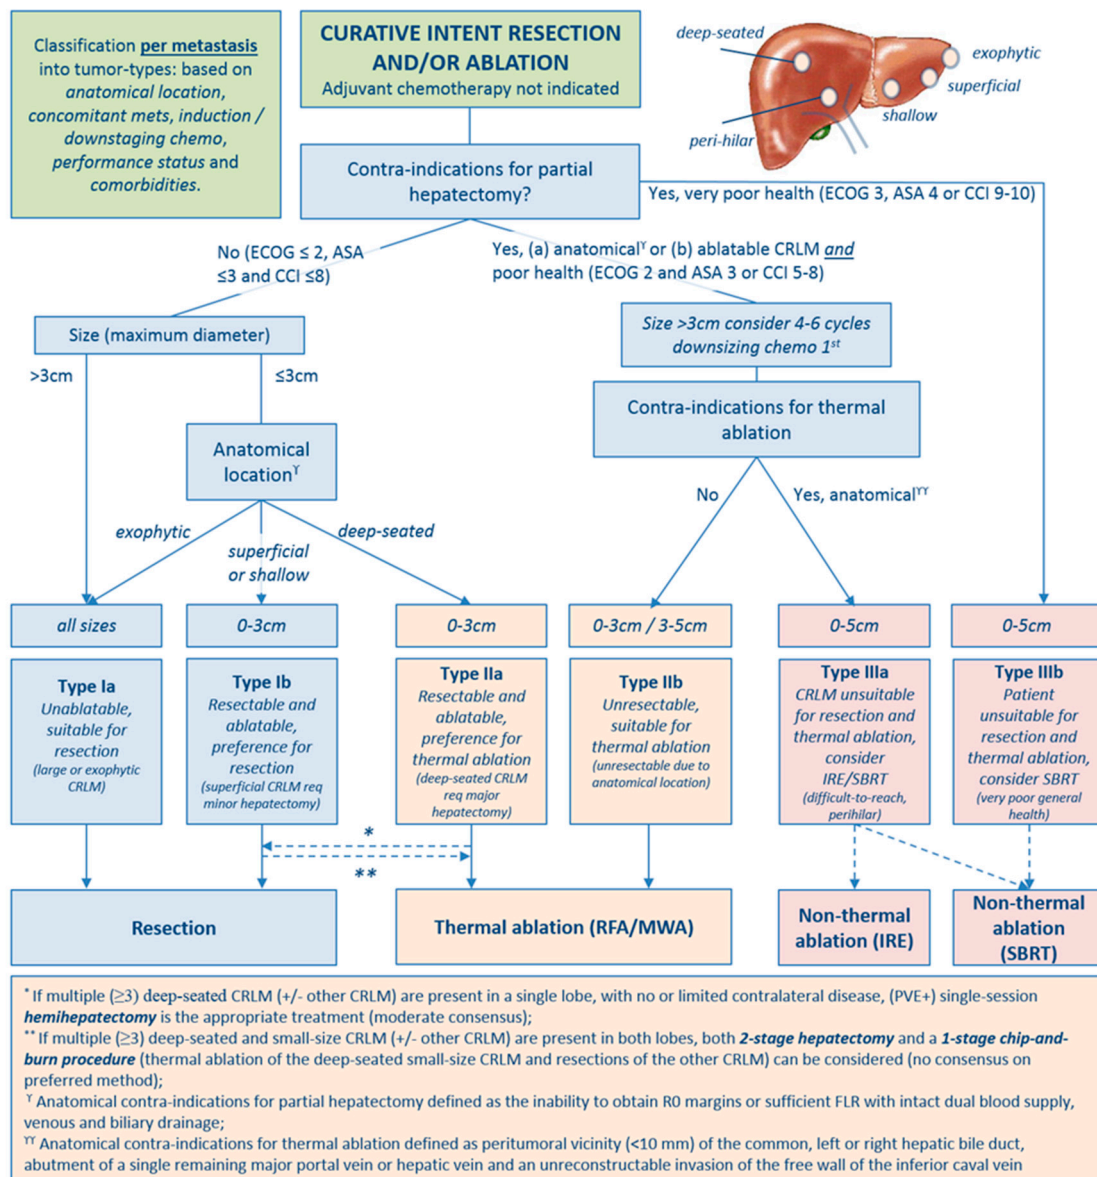 Classification per metastasis
into tumor-types: based on
anatomical location,
concomitant mets, induction /
downstaging chemo,
performance status and
comorbidities.
CURATIVE INTENT RESECTION
AND/OR ABLATION
Adjuvant chemotherapy not indicated
deep-seated
exophytic
superficial
shallow
peri-hilar
Contra-indications for partial
hepatectomy?
Yes, very poor health (ECOG 3, ASA 4 or CCI 9-10)
No (ECOG ≤ 2, ASA
≤3 and CCI ≤8)
Yes, (a) anatomicalᵞ or (b) ablatable CRLM and
poor health (ECOG 2 and ASA 3 or CCI 5-8)
Size (maximum diameter)
Size >3cm consider 4-6 cycles
downsizing chemo 1st
>3cm
≤3cm
Contra-indications for thermal
ablation
Anatomical
locationᵞ
No
Yes, anatomicalᵞᵞ
exophytic
superficial
or shallow
deep-seated
all sizes
0-3cm
0-3cm
0-3cm / 3-5cm
0-5cm
0-5cm
Type Ia
Unablatable,
suitable for
resection
(large or exophytic
CRLM)
Type Ib
Resectable and
ablatable,
preference for
resection
(superficial CRLM req
minor hepatectomy)
Type IIa
Resectable and
ablatable,
preference for
thermal ablation
(deep-seated CRLM
req major
hepatectomy)
Type IIb
Unresectable,
suitable for
thermal ablation
(unresectable due to
anatomical location)
Type IIIa
CRLM unsuitable
for resection and
thermal ablation,
consider
IRE/SBRT
(difficult-to-reach,
perihilar)
Type IIIb
Patient
unsuitable for
resection and
thermal ablation,
consider SBRT
(very poor general
health)
*
**
Resection
Thermal ablation (RFA/MWA)
Non-thermal
ablation (IRE)
Non-thermal
ablation
(SBRT)
* If multiple (≥3) deep-seated CRLM (+/- other CRLM) are present in a single lobe, with no or limited contralateral disease, (PVE+) single-session
hemihepatectomy is the appropriate treatment (moderate consensus);
** If multiple (≥3) deep-seated and small-size CRLM (+/- other CRLM) are present in both lobes, both 2-stage hepatectomy and a 1-stage chip-and-
burn procedure (thermal ablation of the deep-seated small-size CRLM and resections of the other CRLM) can be considered (no consensus on
preferred method);
ᵞ Anatomical contra-indications for partial hepatectomy defined as the inability to obtain R0 margins or sufficient FLR with intact dual blood supply,
venous and biliary drainage;
ᵞᵞ Anatomical contra-indications for thermal ablation defined as peritumoral vicinity (<10 mm) of the common, left or right hepatic bile duct,
abutment of a single remaining major portal vein or hepatic vein and an unreconstructable invasion of the free wall of the inferior caval vein